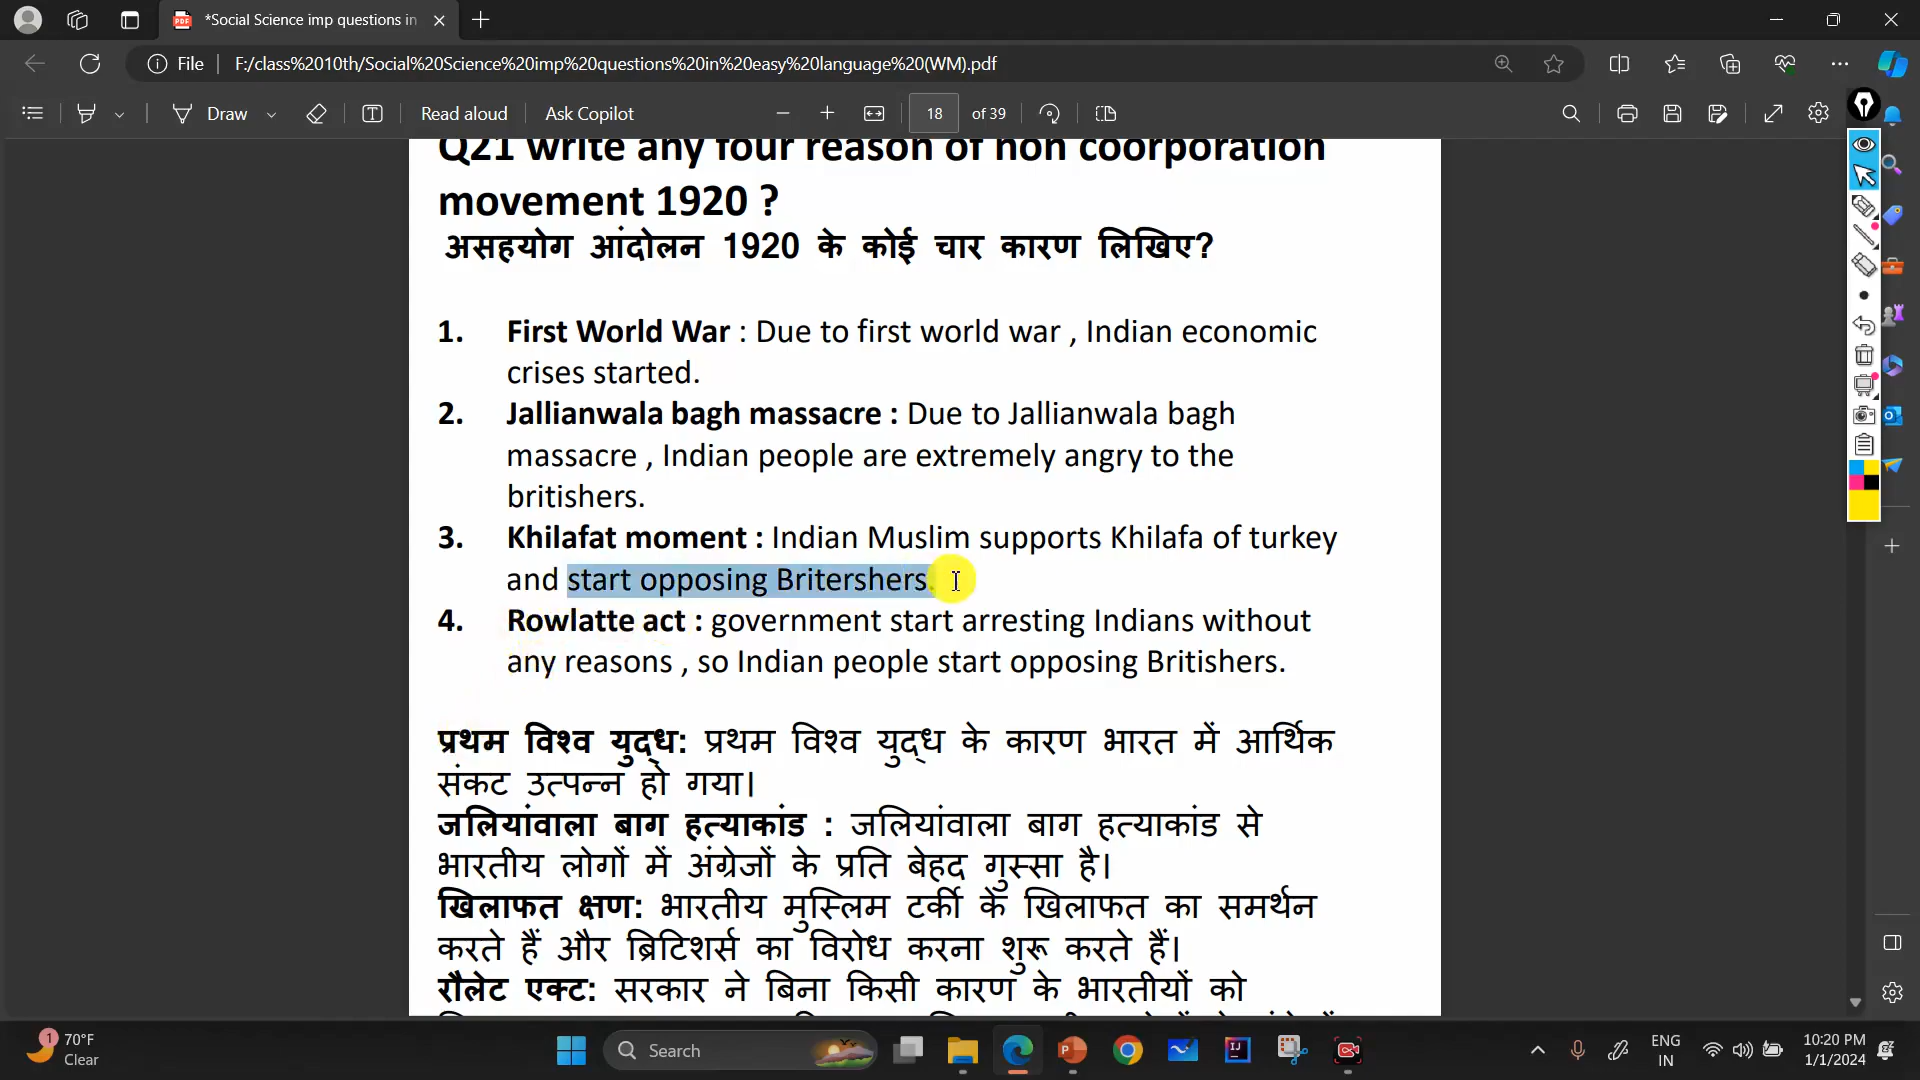 *Social Science imp questions in
File
F:/class%2010th/Social%20Science%20imp%20questions%20in%20easy%20language%20(WM).pdf
Draw
Read aloud
Ask Copilot
18
of 39
Q21 write any four reason of non coorporation
movement 1920 ?
असहयोग आंदोलन 1920 के कोई चार कारण लिखिए?
1. First World War : Due to first world war , Indian economic
crises started.
2. Jallianwala bagh massacre : Due to Jallianwala bagh
massacre , Indian people are extremely angry to the
britishers.
3. Khilafat moment : Indian Muslim supports Khilafa of turkey
and start opposing Britershers.
4. Rowlatte act : government start arresting Indians without
any reasons , so Indian people start opposing Britishers.
प्रथम विश्व युद्ध: प्रथम विश्व युद्ध के कारण भारत में आर्थिक
संकट उत्पन्न हो गया।
जलियांवाला बाग हत्याकांड : जलियांवाला बाग हत्याकांड से
भारतीय लोगों में अंग्रेजों के प्रति बेहद गुस्सा है।
खिलाफत क्षण: भारतीय मुस्लिम टर्की के खिलाफत का समर्थन
करते हैं और ब्रिटिशर्स का विरोध करना शुरू करते हैं।
रौलेट एक्ट: सरकार ने बिना किसी कारण के भारतीयों को
1
70°F
Clear
Search
ENG
IN
10:20 PM
1/1/2024